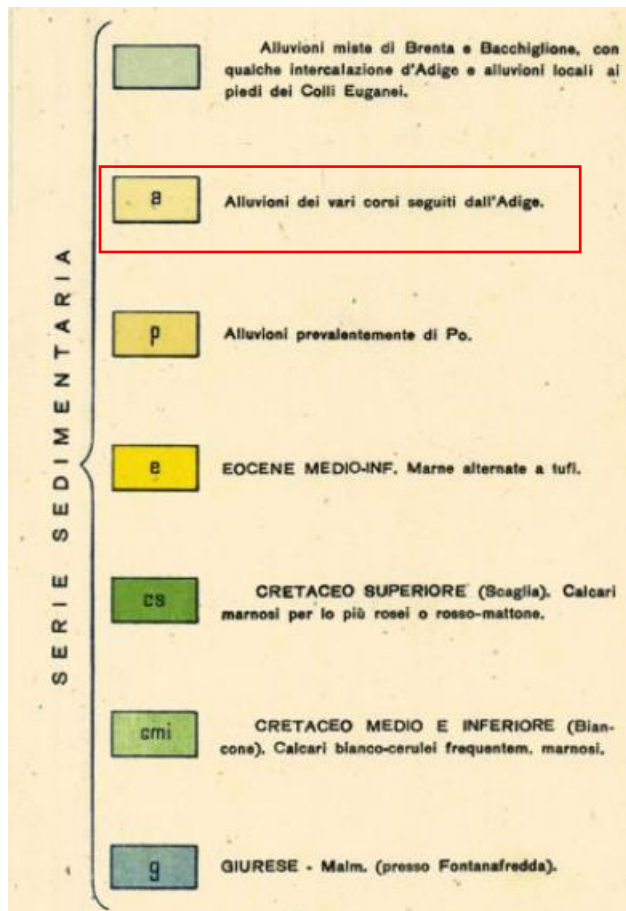 Alluvioni miste di Brenta e Bacchiglione, con
qualche intercalazione d'Adige e alluvioni locali ai
piedi dei Colli Euganei.
a
Alluvioni dei vari corsi seguiti dall'Adige.
p
Alluvioni prevalentemente di Po.
e
EOCENE MEDIO-INF. Marne alternate a tufi.
cs
CRETACEO SUPERIORE (Scaglia). Calcari
marnosi per lo più rosei o rosso-mattone.
cmi
CRETACEO MEDIO E INFERIORE (Bian-
cone). Calcari bianco-cerulei frequentem. marnosi.
g
GIURESE - Malm. (presso Fontanafredda).
SERIE SEDIMENTARIA